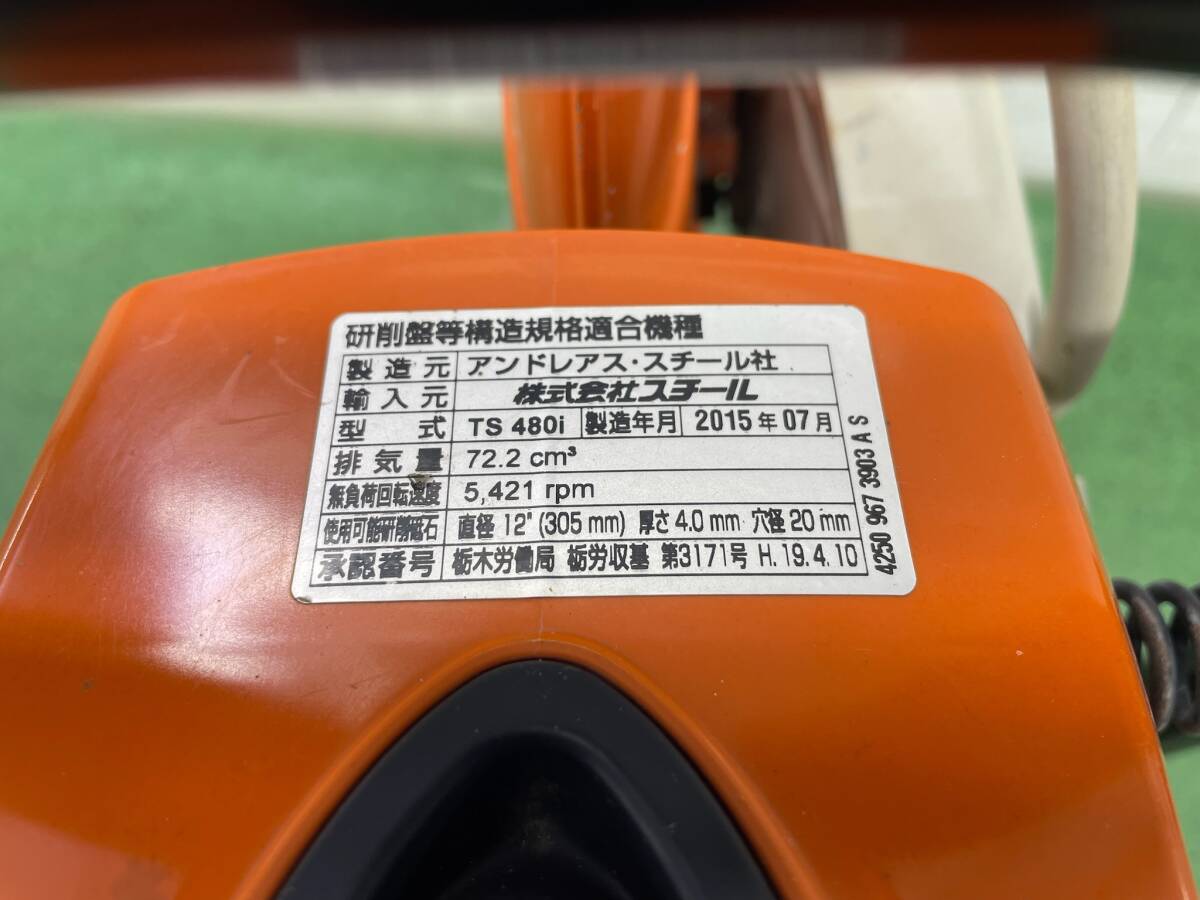 研削盤等構造規格適合機種
製造元 アンドレアス・スチール社
輸入元 株式会社スチール
型式 TS 480i 製造年月 2015年07月
排気量 72.2 cm³
無負荷回転速度 5,421 rpm
使用可能研削砥石 直径 12" (305 mm) 厚さ 4.0 mm 穴径 20 mm
承認番号 栃木労働局 栃労収基 第3171号 H.19.4.10
4250 967 3903 A S